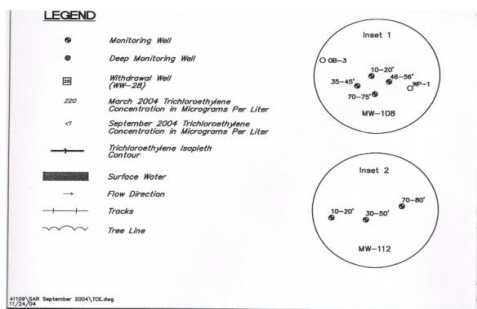 LEGEND
Monitoring Well
Deep Monitoring Well
28
Withdrawal Well
(WW-28)
220
March 2004 Trichloroethylene
Concentration in Micrograms Per Liter
<1
September 2004 Trichloroethylene
Concentration in Micrograms Per Liter
Trichloroethylene Isopleth
Contour
Surface Water
Flow Direction
Tracks
Tree Line
Inset 1
OB-3
10-20'
35-45'
46-56'
WP-1
70-75'
MW-108
Inset 2
70-80'
10-20'
30-50'
MW-112
41109\SAR September 2004\TCE.dwg
11/24/04